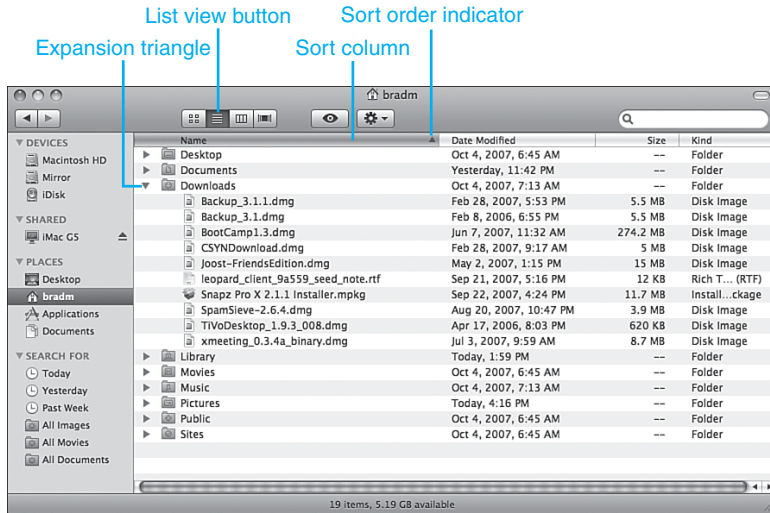 List view button
Sort order indicator
Expansion triangle
Sort column
bradm
DEVICES
Macintosh HD
Mirror
iDisk
SHARED
iMac G5
PLACES
Desktop
bradm
Applications
Documents
SEARCH FOR
Today
Yesterday
Past Week
All Images
All Movies
All Documents
Name Date Modified Size Kind
Desktop Oct 4, 2007, 6:45 AM -- Folder
Documents Yesterday, 11:42 PM -- Folder
Downloads Oct 4, 2007, 7:13 AM -- Folder
Backup_3.1.1.dmg Feb 28, 2007, 5:53 PM 5.5 MB Disk Image
Backup_3.1.dmg Feb 8, 2006, 6:55 PM 5.5 MB Disk Image
BootCamp1.3.dmg Jun 7, 2007, 11:32 AM 274.2 MB Disk Image
CSYNDownload.dmg Feb 28, 2007, 9:17 AM 5 MB Disk Image
Joost-FriendsEdition.dmg May 2, 2007, 1:15 PM 15 MB Disk Image
leopard_client_9a559_seed_note.rtf Sep 21, 2007, 5:16 PM 12 KB Rich T... (RTF)
Snapz Pro X 2.1.1 Installer.mpkg Sep 22, 2007, 4:24 PM 11.7 MB Install...ckage
SpamSieve-2.6.4.dmg Aug 20, 2007, 10:47 PM 3.9 MB Disk Image
TiVoDesktop_1.9.3_008.dmg Apr 17, 2006, 8:03 PM 620 KB Disk Image
xmeeting_0.3.4a_binary.dmg Jul 3, 2007, 9:59 AM 8.7 MB Disk Image
Library Today, 1:59 PM -- Folder
Movies Oct 4, 2007, 6:45 AM -- Folder
Music Oct 4, 2007, 7:13 AM -- Folder
Pictures Today, 4:16 PM -- Folder
Public Oct 4, 2007, 6:45 AM -- Folder
Sites Oct 4, 2007, 6:45 AM -- Folder
19 items, 5.19 GB available